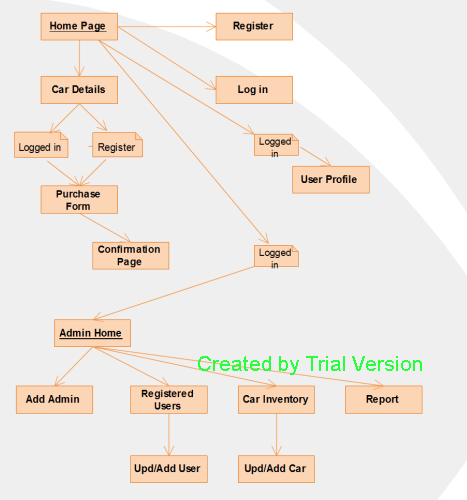 Home Page
Register
Car Details
Log in
Logged in
Register
Logged
in
User Profile
Purchase
Form
Confirmation
Page
Logged
in
Admin Home
Created by Trial Version
Add Admin
Registered
Users
Car Inventory
Report
Upd/Add User
Upd/Add Car